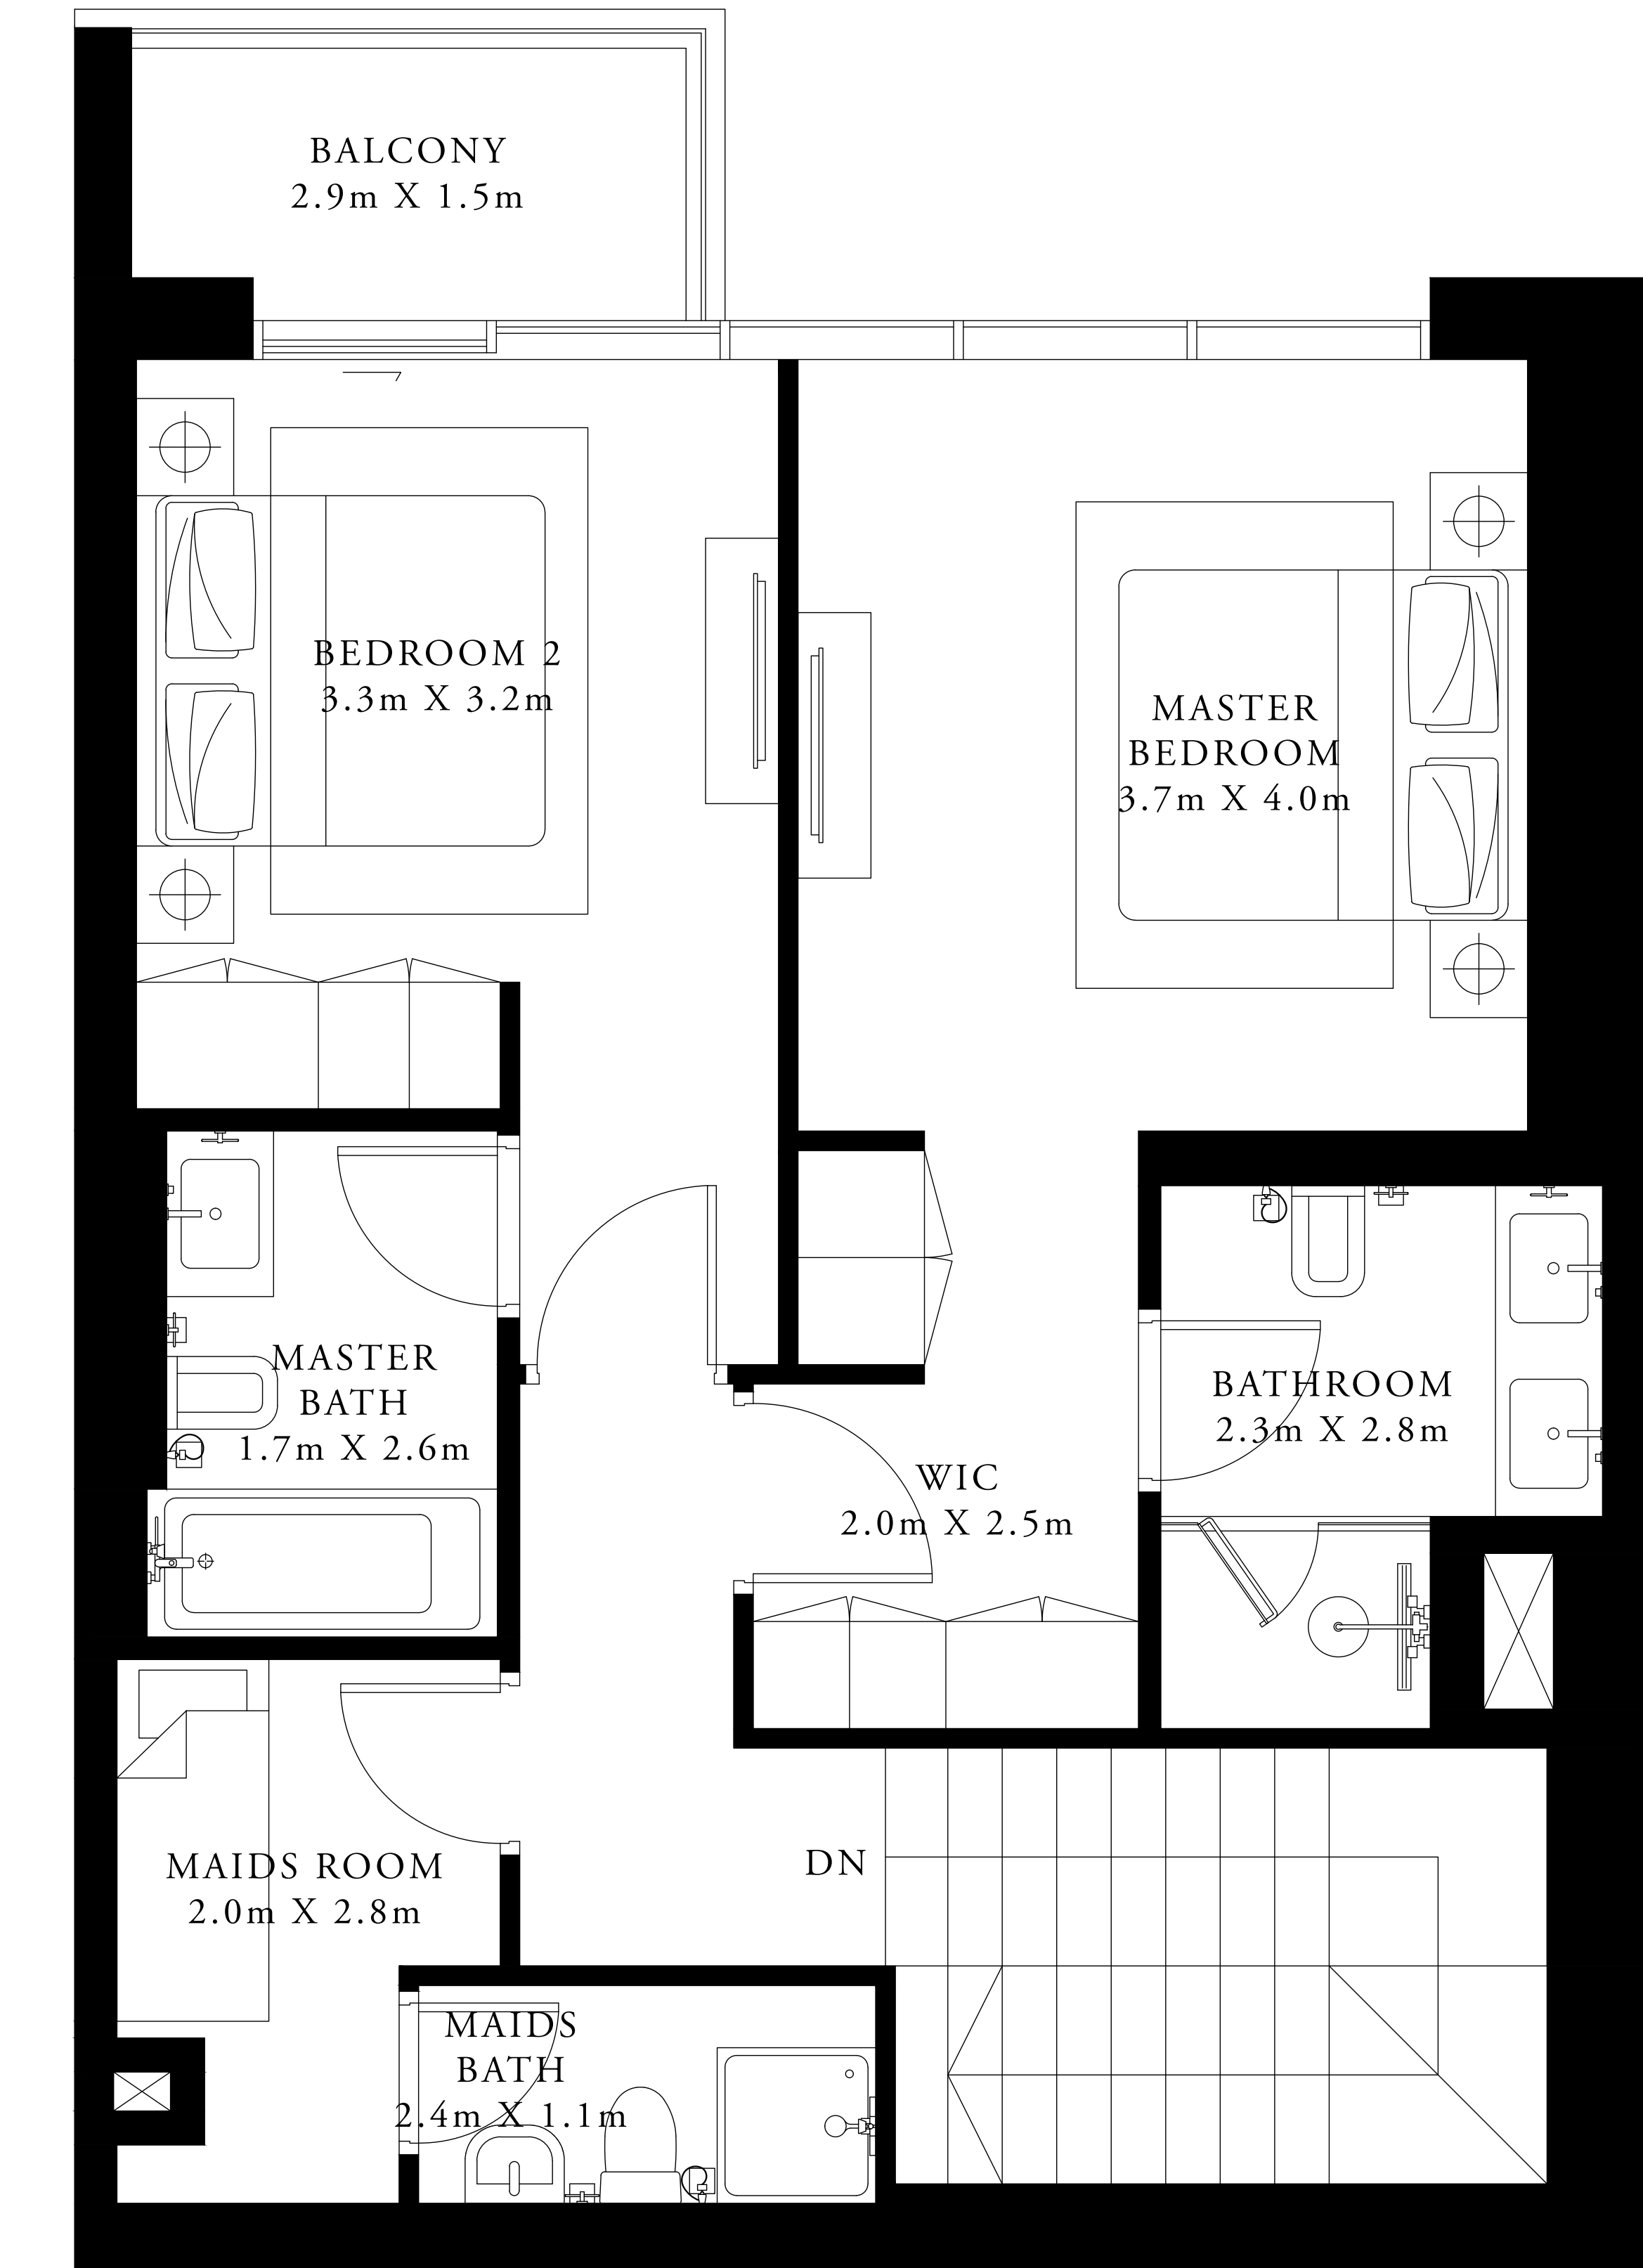 BALCONY
2.9m X 1.5m
BEDROOM 2
3.3m X 3.2m
MASTER
BEDROOM
3.7m X 4.0m
MASTER
BATH
1.7m X 2.6m
BATHROOM
2.3m X 2.8m
WIC
2.0m X 2.5m
MAIDS ROOM
2.0m X 2.8m
DN
MAIDS
BATH
2.4m X 1.1m